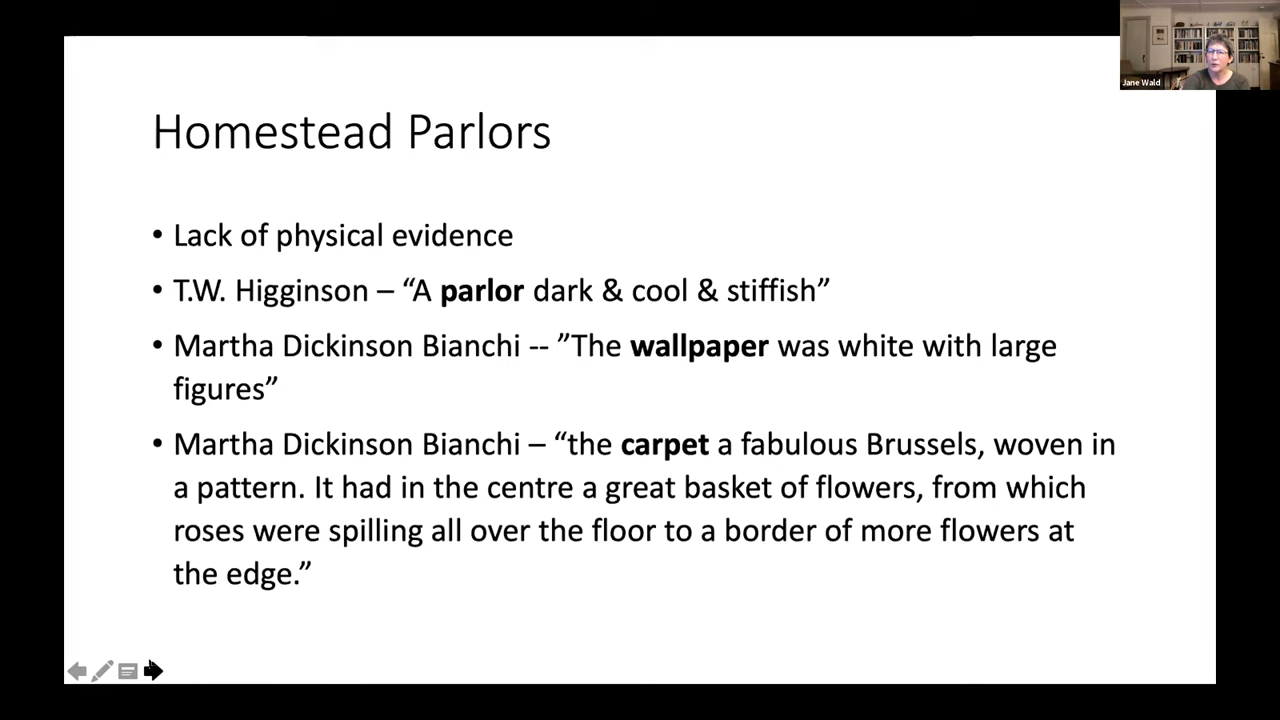 Jane Wald
Homestead Parlors
• Lack of physical evidence
• T.W. Higginson – “A parlor dark & cool & stiffish”
• Martha Dickinson Bianchi -- ”The wallpaper was white with large
figures”
• Martha Dickinson Bianchi – “the carpet a fabulous Brussels, woven in
a pattern. It had in the centre a great basket of flowers, from which
roses were spilling all over the floor to a border of more flowers at
the edge.”